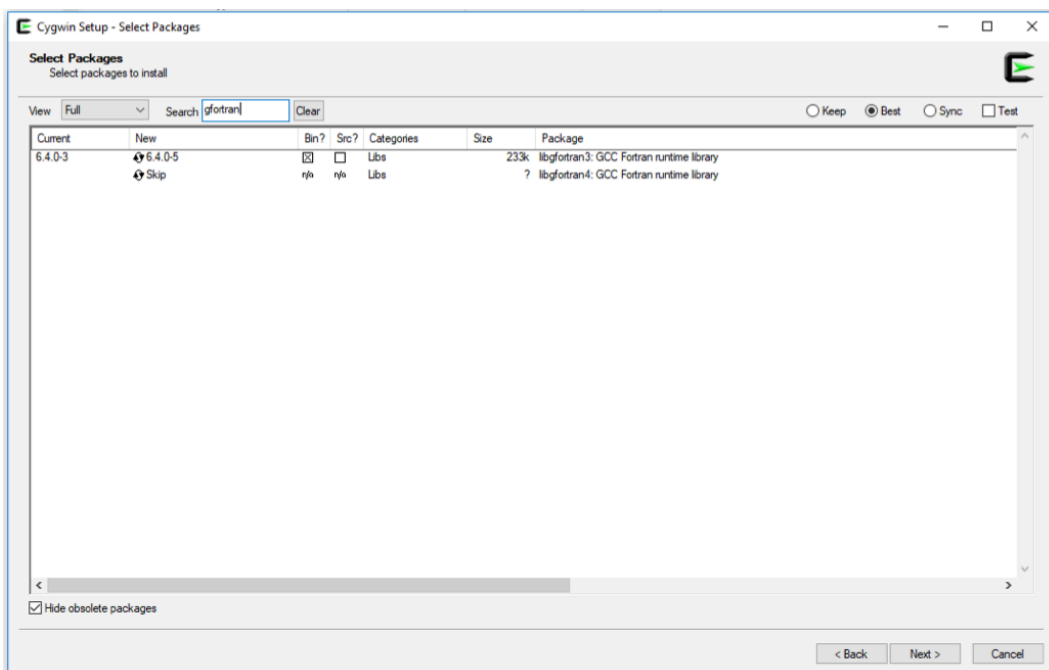 Cygwin Setup - Select Packages
Select Packages
Select packages to install
View Full Search gfortran Clear Keep Best Sync Test
Current New Bin? Src? Categories Size Package
6.4.0-3 6.4.0-5 Libs 233k libgfortran3: GCC Fortran runtime library
Skip n/a n/a Libs ? libgfortran4: GCC Fortran runtime library
Hide obsolete packages
< Back Next > Cancel